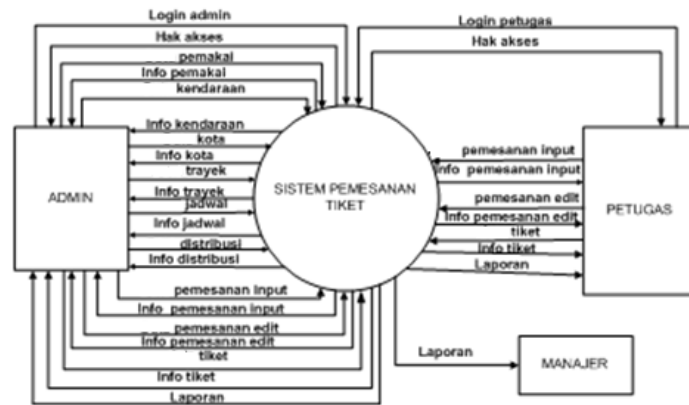 Login admin
Hak akses
pemakai
Info pemakai
kendaraan
Info kendaraan
kota
Info kota
trayek
Info trayek
jadwal
Info jadwal
distribusi
Info distribusi
ADMIN
SISTEM PEMESANAN
TIKET
Login petugas
Hak akses
pemesanan input
Info pemesanan input
pemesanan edit
Info pemesanan edit
tiket
Info tiket
Laporan
PETUGAS
pemesanan Input
Info pemesanan input
pemesanan edit
Info pemesanan edit
tiket
Info tiket
Laporan
Laporan
MANAJER